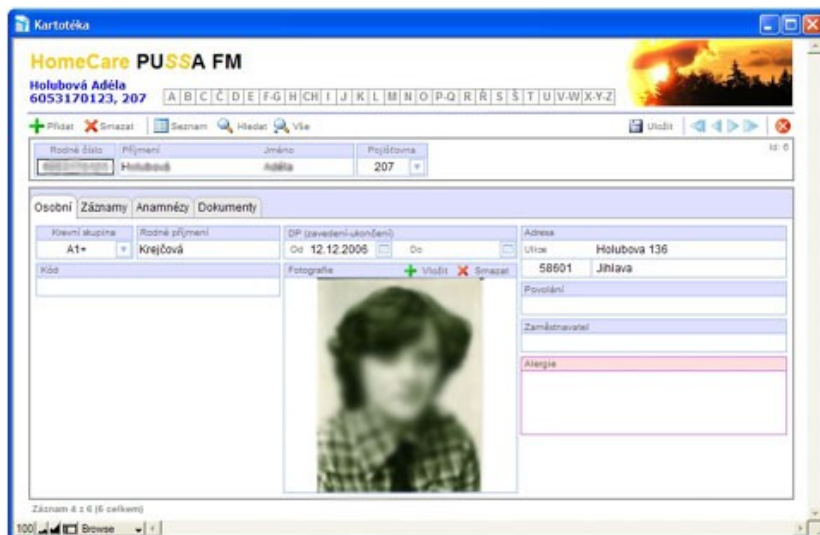 Kartotéka
HomeCare PUSSA FM
Holubová Adéla
6053170123, 207
A B C Č D E F-G H CH I J K L M N O P-Q R Ř S Š T U V-W X-Y-Z
Přidat Smazat Seznam Hledat Vše Uložit
Rodné číslo Příjmení Jméno Pojišťovna Id: 6
Holubová Adéla 207
Osobní Záznamy Anamnézy Dokumenty
Krevní skupina Rodné příjmení DP (zavedení-ukončení) Adresa
A1+ Krejčová Od 12.12.2006 Do Ulice Holubova 136
58601 Jihlava
Kód Fotografie Vložit Smazat
Povolání
Zaměstnavatel
Alergie
Záznam 4 z 6 (6 celkem)
100 Browse